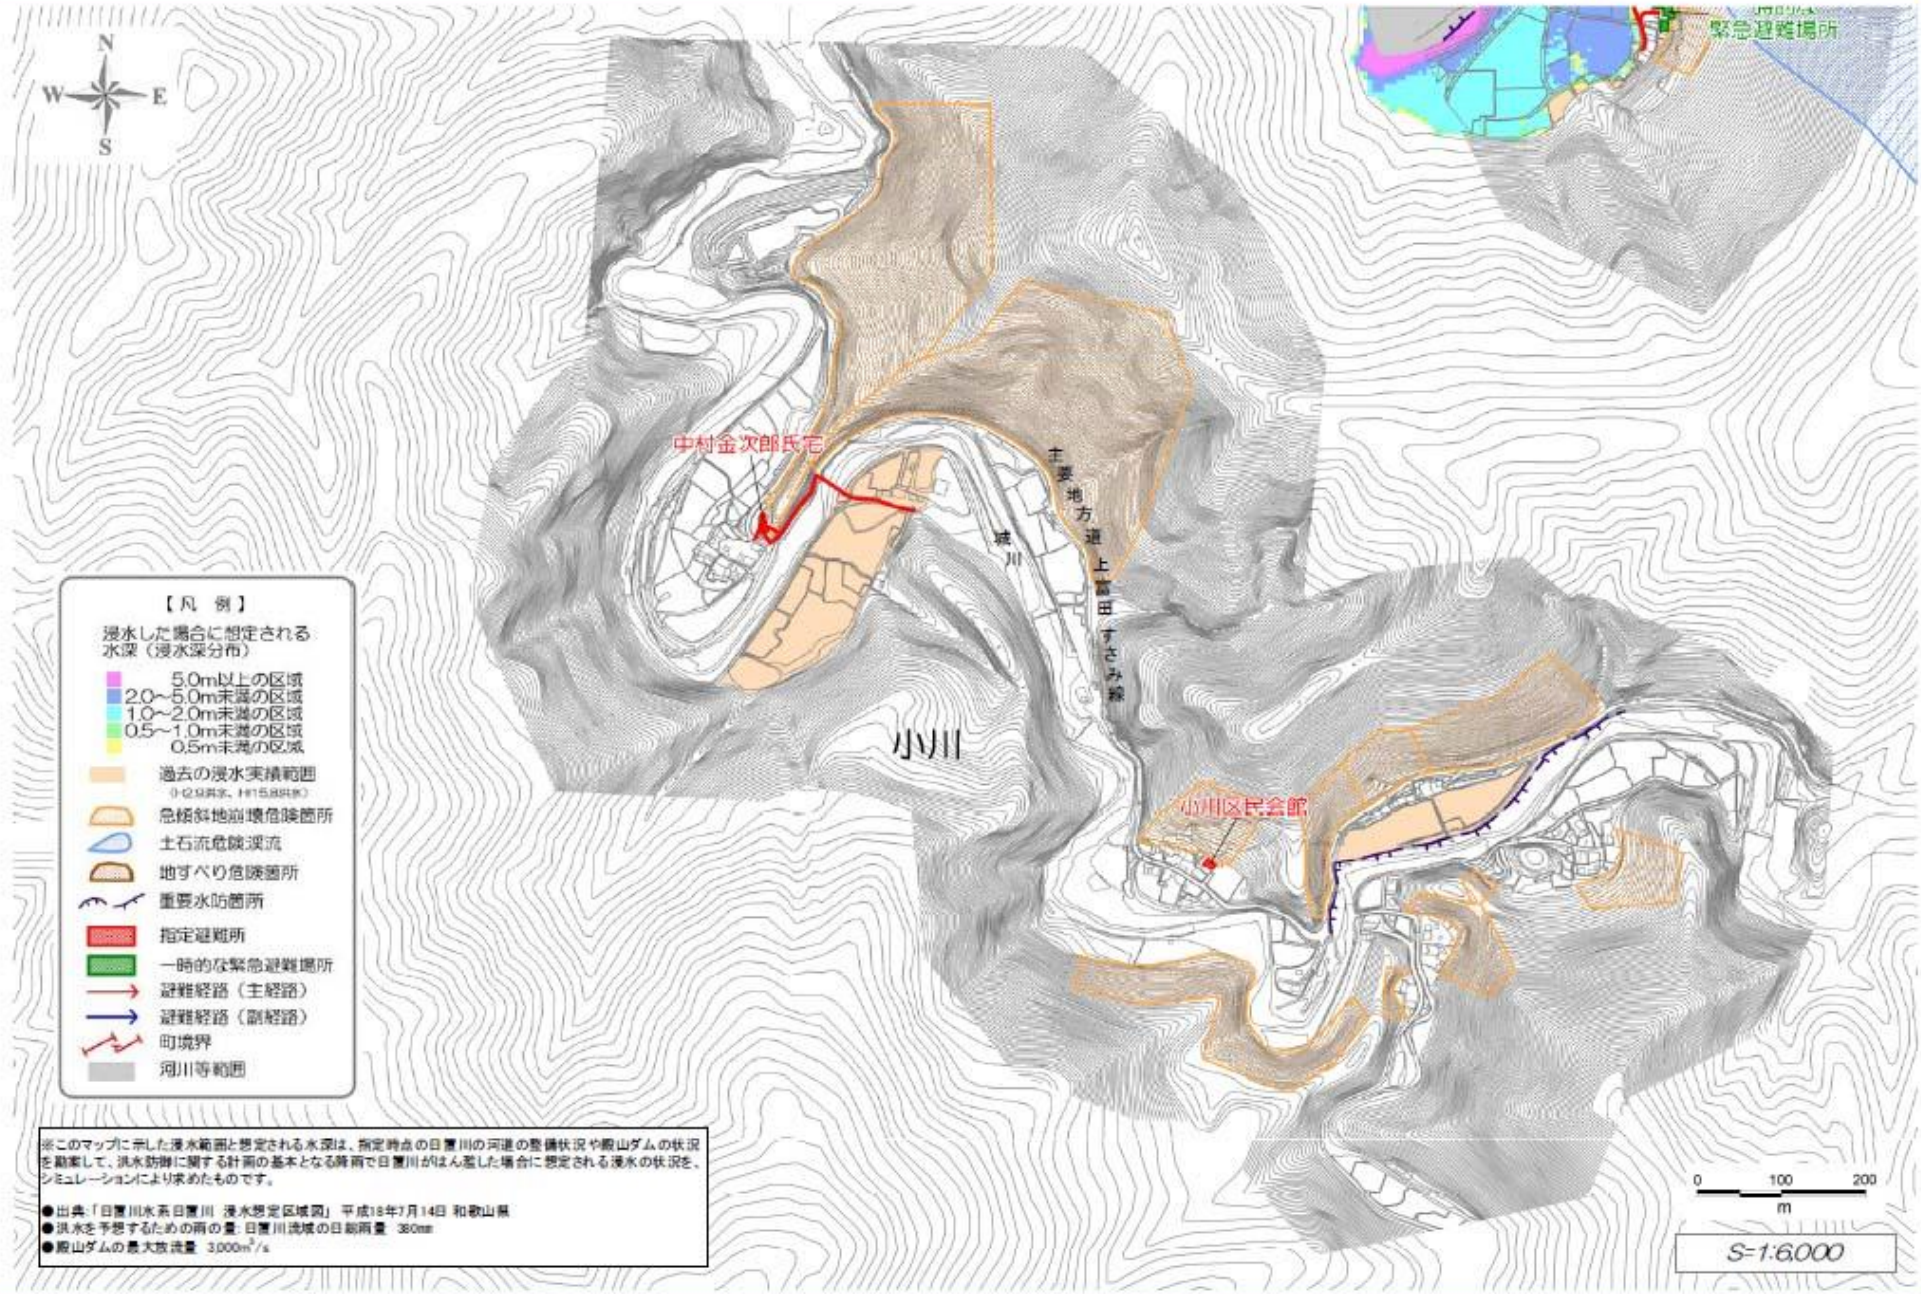 N
W E
S
緊急避難場所
中村金次郎氏宅
主要地方道上富田すさみ線
城川
小川
小川区民会館
【凡 例】
浸水した場合に想定される
水深（浸水深分布）
5.0m以上の区域
2.0～5.0m未満の区域
1.0～2.0m未満の区域
0.5～1.0m未満の区域
0.5m未満の区域
過去の浸水実績範囲
(H2.9洪水、H15.8洪水)
急傾斜地崩壊危険箇所
土石流危険渓流
地すべり危険箇所
重要水防箇所
指定避難所
一時的な緊急避難場所
避難経路（主経路）
避難経路（副経路）
町境界
河川等範囲
※このマップに示した浸水範囲と想定される水深は、指定時点の日置川の河道の整備状況や殿山ダムの状況
を勘案して、洪水防御に関する計画の基本となる降雨で日置川がはん濫した場合に想定される浸水の状況を、
シミュレーションにより求めたものです。
●出典:「日置川水系日置川 浸水想定区域図」 平成18年7月14日 和歌山県
●洪水を予想するための雨の量: 日置川流域の日総雨量 380mm
●殿山ダムの最大放流量 3,000m³/s
0 100 200
m
S=1:6,000